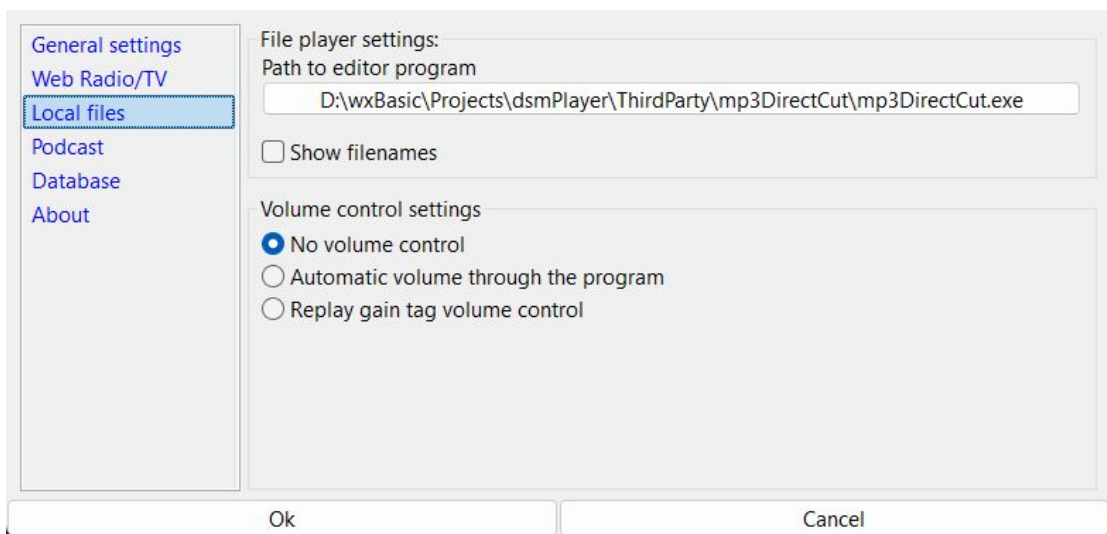 General settings
Web Radio/TV
Local files
Podcast
Database
About
File player settings:
Path to editor program
D:\wxBasic\Projects\dsmPlayer\ThirdParty\mp3DirectCut\mp3DirectCut.exe
Show filenames
Volume control settings
No volume control
Automatic volume through the program
Replay gain tag volume control
Ok
Cancel